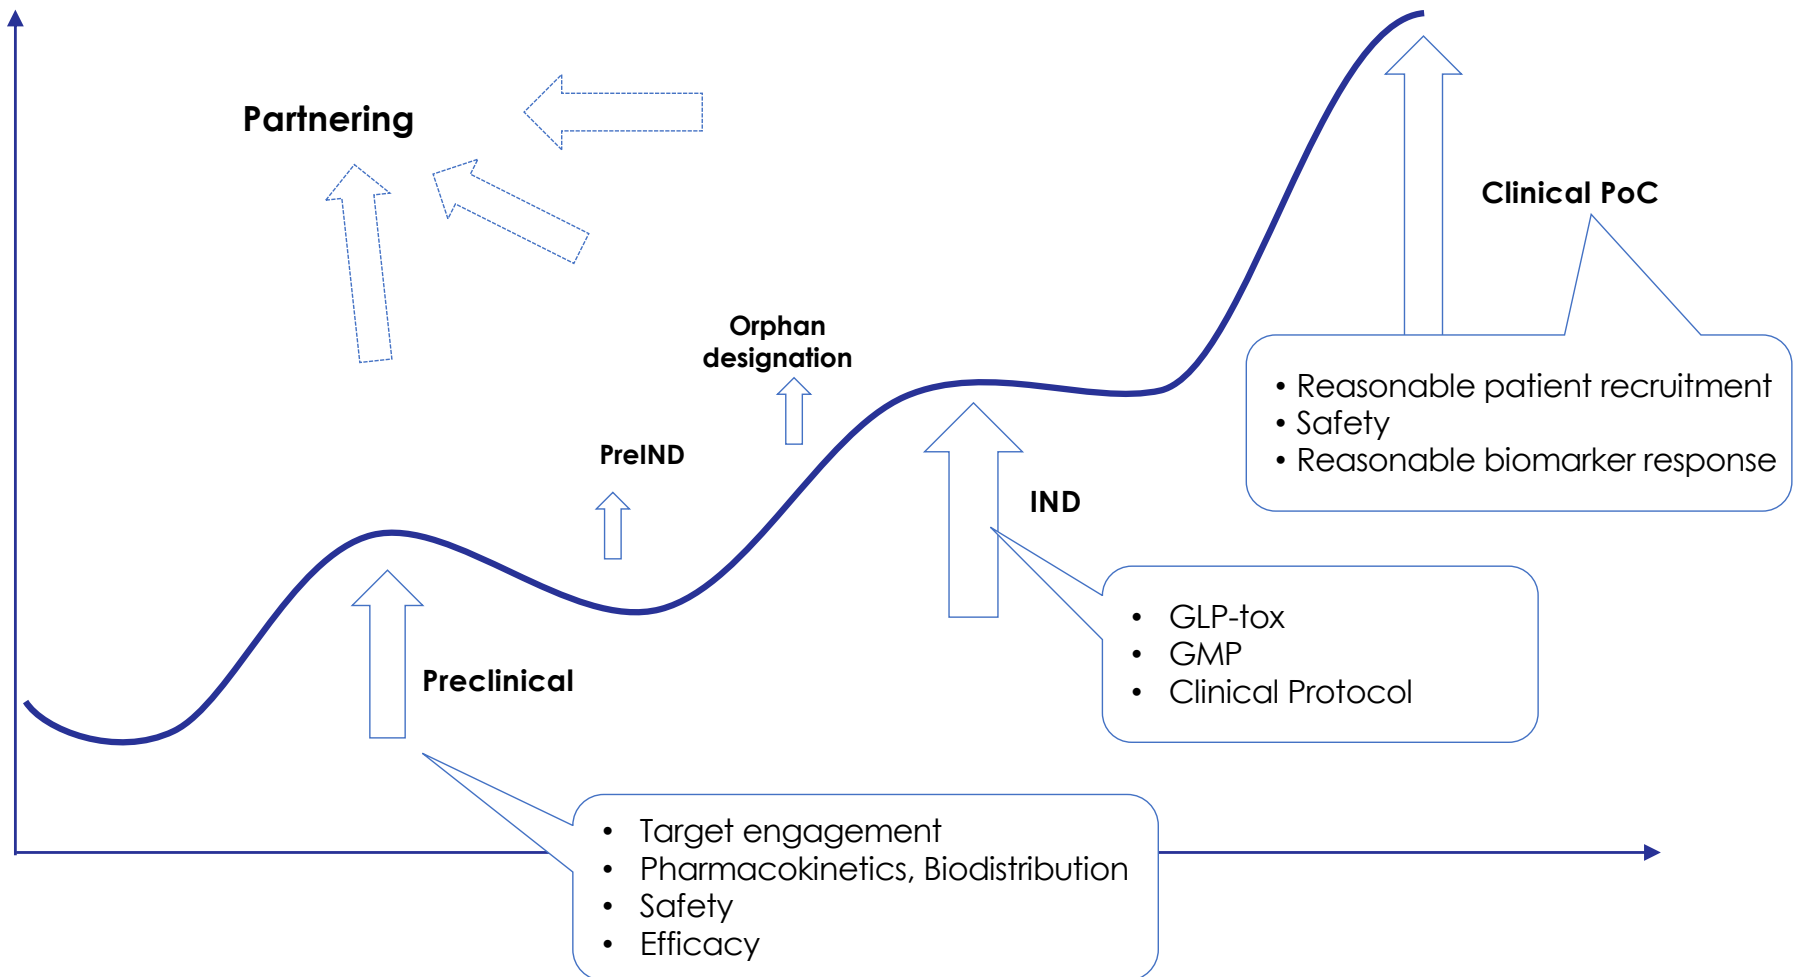 Partnering
Clinical PoC
• Reasonable patient recruitment
• Safety
• Reasonable biomarker response
Orphan
designation
PreIND
IND
• GLP-tox
• GMP
• Clinical Protocol
Preclinical
• Target engagement
• Pharmacokinetics, Biodistribution
• Safety
• Efficacy